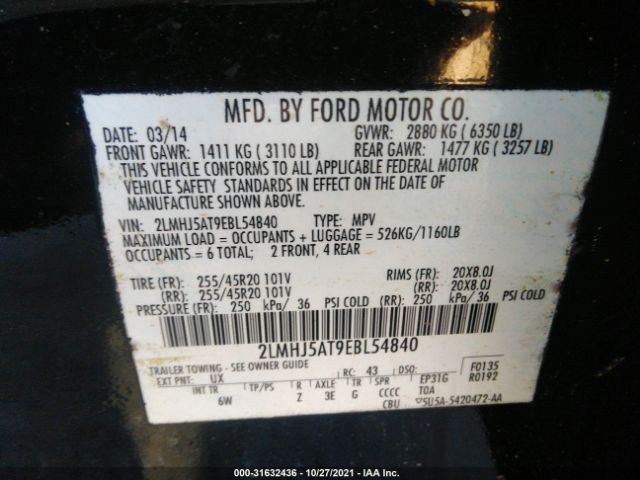 MFD. BY FORD MOTOR CO.
DATE: 03/14 GVWR: 2880 KG ( 6350 LB)
FRONT GAWR: 1411 KG ( 3110 LB) REAR GAWR: 1477 KG ( 3257 LB)
THIS VEHICLE CONFORMS TO ALL APPLICABLE FEDERAL MOTOR
VEHICLE SAFETY STANDARDS IN EFFECT ON THE DATE OF
MANUFACTURE SHOWN ABOVE.
VIN: 2LMHJ5AT9EBL54840 TYPE: MPV
MAXIMUM LOAD = OCCUPANTS + LUGGAGE = 526KG/1160LB
OCCUPANTS = 6 TOTAL; 2 FRONT, 4 REAR
TIRE (FR): 255/45R20 101V RIMS (FR): 20X8.0J
(RR): 255/45R20 101V (RR): 20X8.0J
PRESSURE (FR): 250 kPa/ 36 PSI COLD (RR): 250 kPa/ 36 PSI COLD
2LMHJ5AT9EBL54840
TRAILER TOWING - SEE OWNER GUIDE
EXT PNT: UX RC: 43 DSO: F0135
INT TR TP/PS R AXLE TR SPR EP31G R0192
6W Z 3E G CCCC TOA
CBU 5U5A-5420472-AA
000-31632436 - 10/27/2021 - IAA Inc.